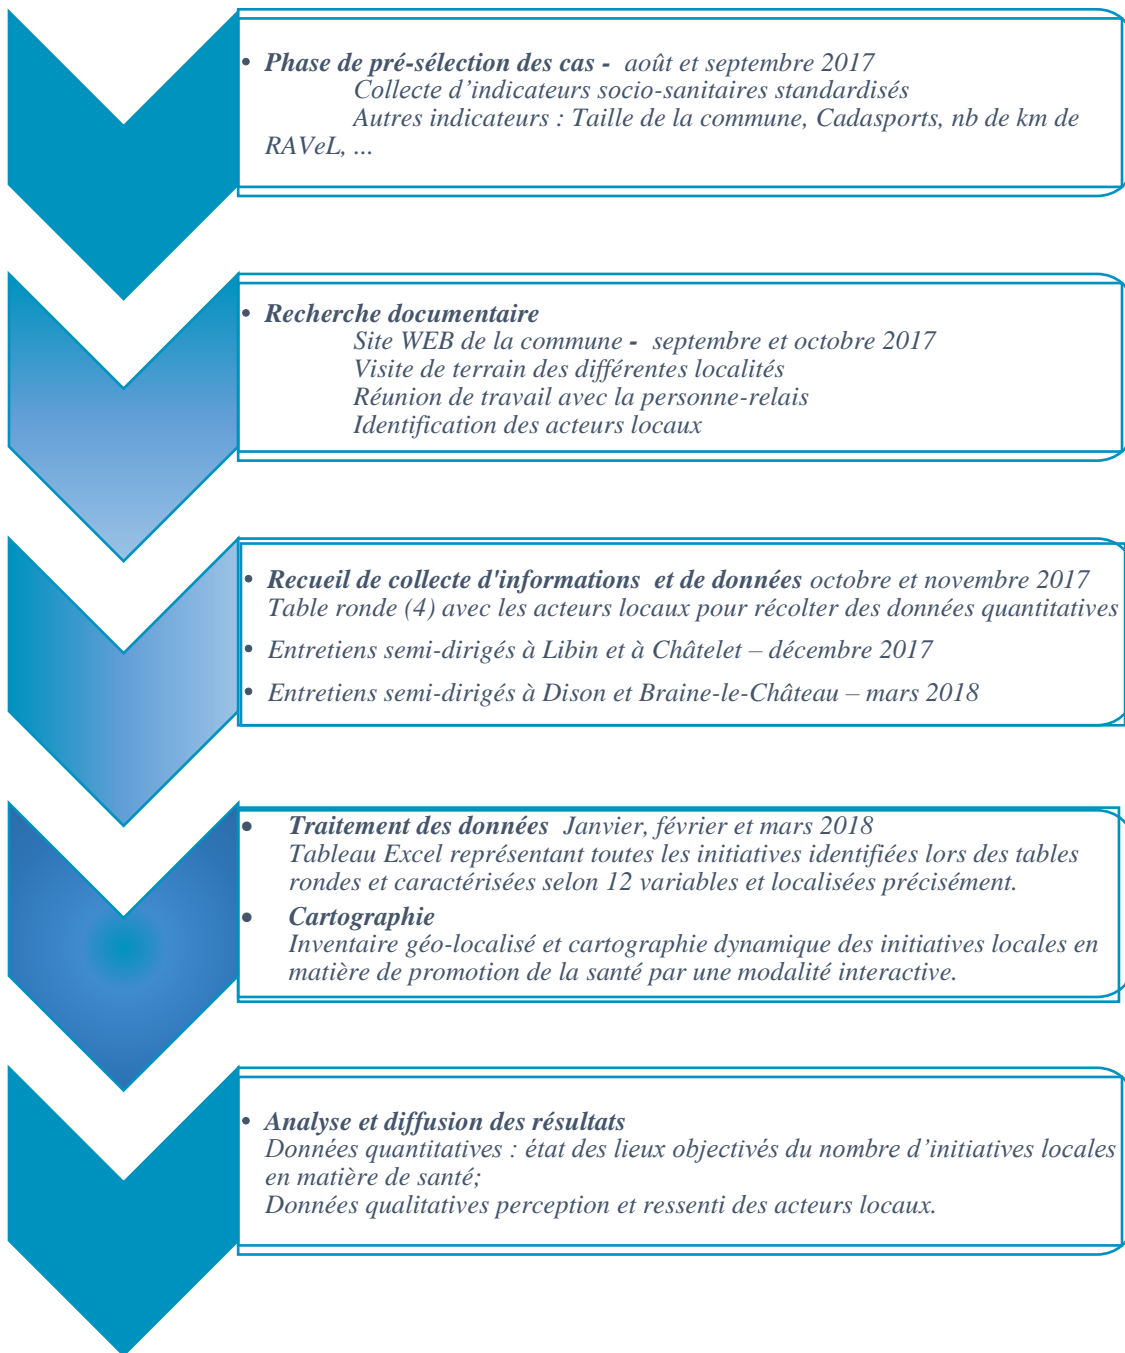 • Phase de pré-sélection des cas - août et septembre 2017
Collecte d’indicateurs socio-sanitaires standardisés
Autres indicateurs : Taille de la commune, Cadasports, nb de km de
RAVeL, ...
• Recherche documentaire
Site WEB de la commune - septembre et octobre 2017
Visite de terrain des différentes localités
Réunion de travail avec la personne-relais
Identification des acteurs locaux
• Recueil de collecte d'informations et de données octobre et novembre 2017
Table ronde (4) avec les acteurs locaux pour récolter des données quantitatives
• Entretiens semi-dirigés à Libin et à Châtelet – décembre 2017
• Entretiens semi-dirigés à Dison et Braine-le-Château – mars 2018
• Traitement des données Janvier, février et mars 2018
Tableau Excel représentant toutes les initiatives identifiées lors des tables
rondes et caractérisées selon 12 variables et localisées précisément.
• Cartographie
Inventaire géo-localisé et cartographie dynamique des initiatives locales en
matière de promotion de la santé par une modalité interactive.
• Analyse et diffusion des résultats
Données quantitatives : état des lieux objectivés du nombre d’initiatives locales
en matière de santé;
Données qualitatives perception et ressenti des acteurs locaux.